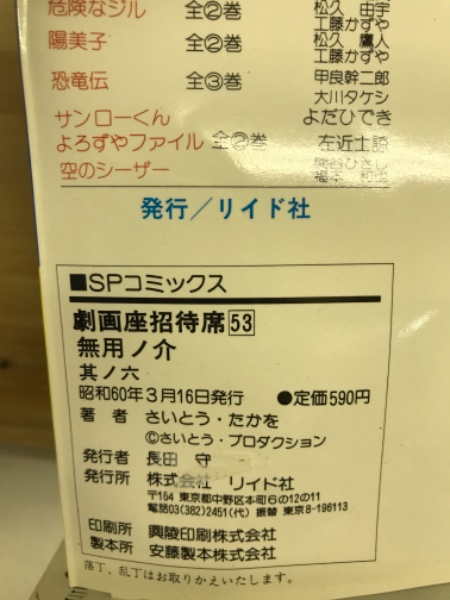 危険なジル 全②巻 松久 由宇
工藤かずや
陽美子 全②巻 松久 鷹人
工藤かずや
恐竜伝 全③巻 甲良幹二郎
大川タケシ
サンローくん よだひでき
よろずやファイル 全②巻 左近士諒
空のシーザー
発行／リイド社
■SPコミックス
劇画座招待席53
無用ノ介
其ノ六
昭和60年3月16日発行 ●定価590円
著者 さいとう・たかを
©さいとう・プロダクション
発行者 長田 守
発行所 株式会社 リイド社
〒164 東京都中野区本町6の12の11
電話03(382)2451(代) 振替 東京8-196113
印刷所 興陵印刷株式会社
製本所 安藤製本株式会社
落丁、乱丁はお取りかえいたします。